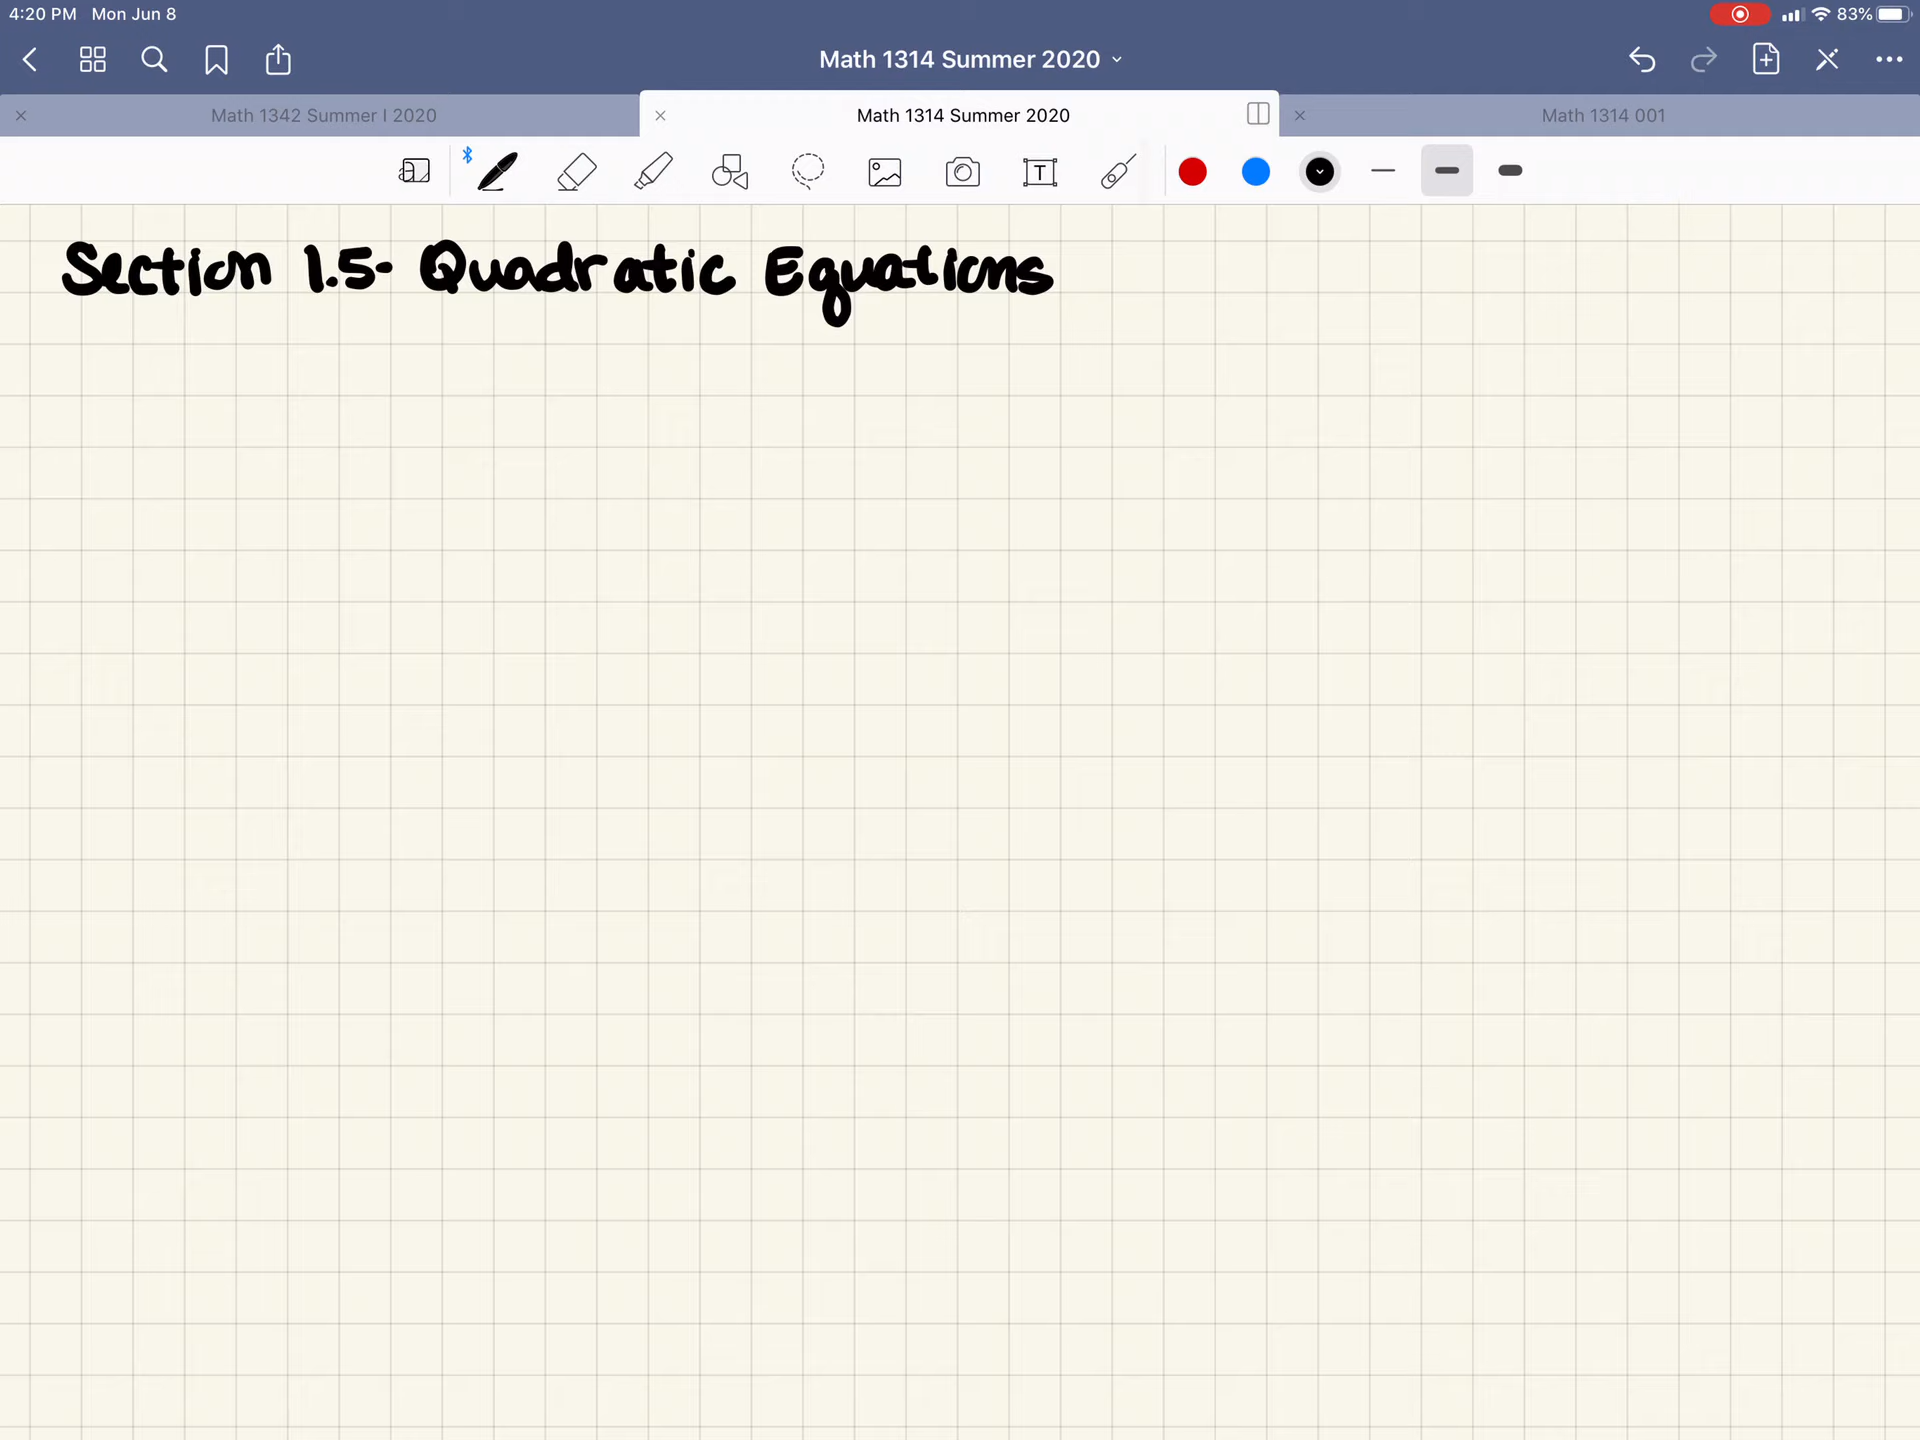 4:20 PM Mon Jun 8
83%
Math 1314 Summer 2020
Math 1342 Summer I 2020
Math 1314 Summer 2020
Math 1314 001
a
T
Section 1.5- Quadratic Equations